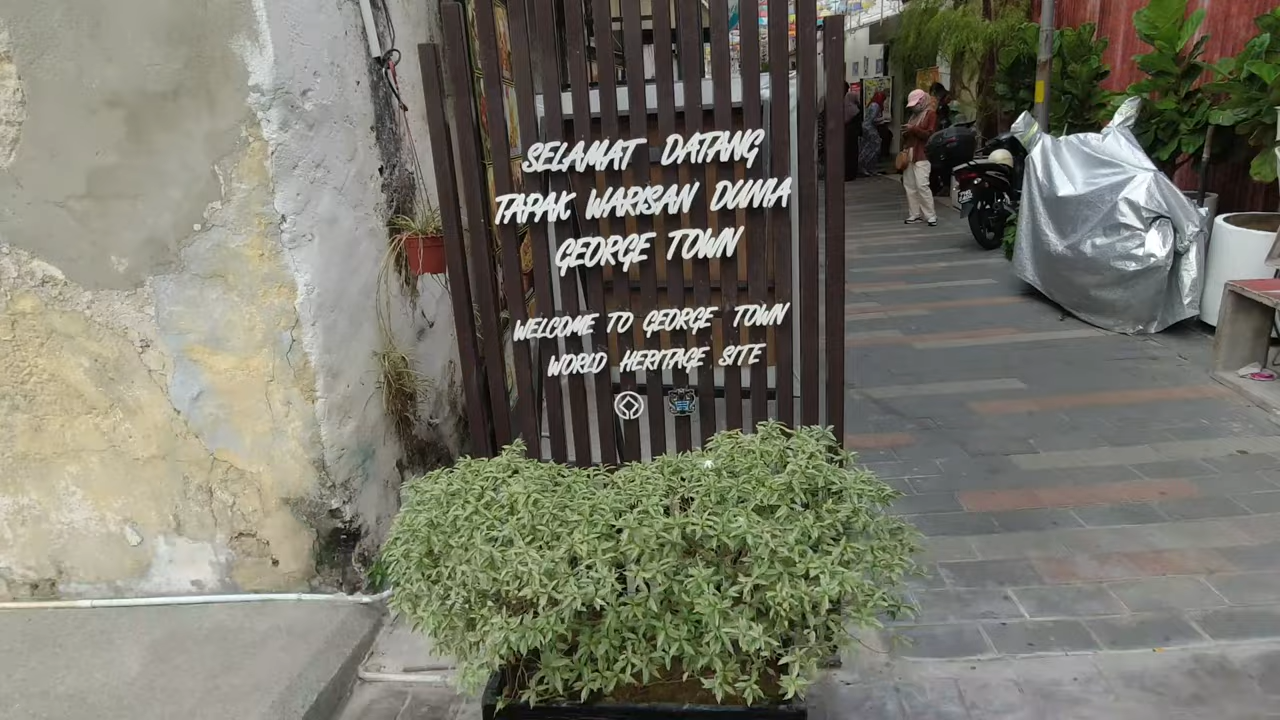 SELAMAT DATANG
TAPAK WARISAN DUNIA
GEORGE TOWN
WELCOME TO GEORGE TOWN
WORLD HERITAGE SITE